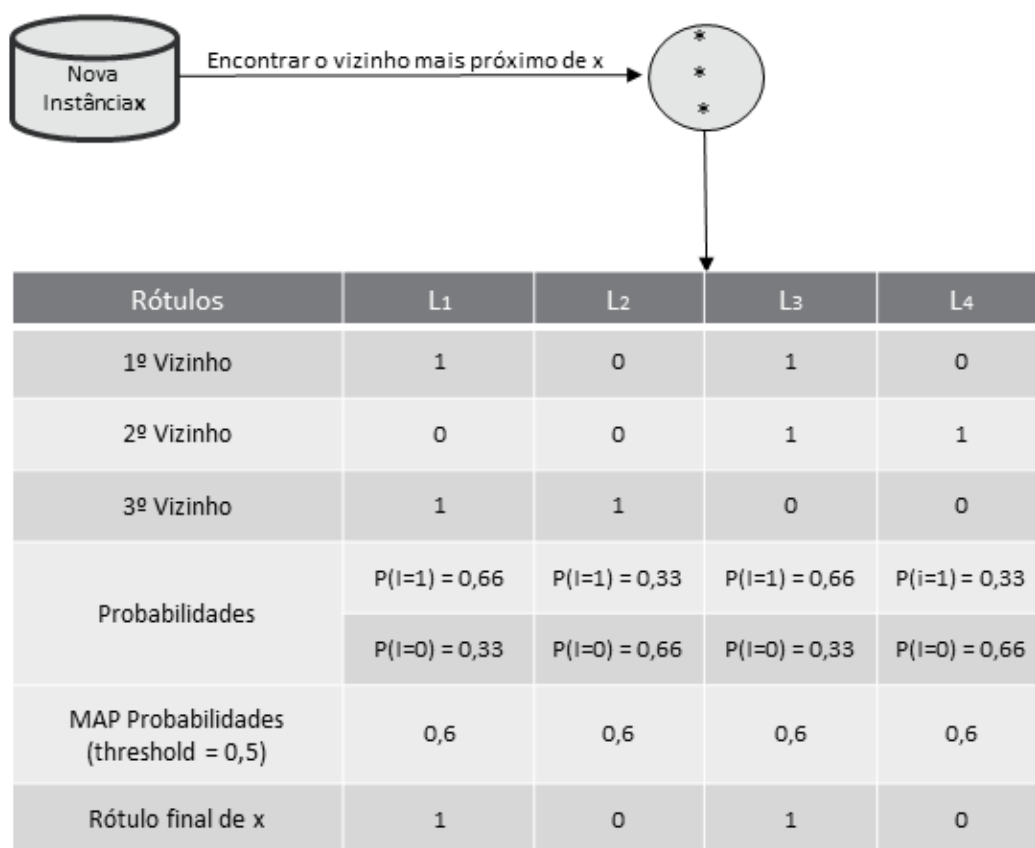 Nova
Instânciax
Encontrar o vizinho mais próximo de x
*
*
*
Rótulos L1 L2 L3 L4
1º Vizinho 1 0 1 0
2º Vizinho 0 0 1 1
3º Vizinho 1 1 0 0
Probabilidades
P(I=1) = 0,66 P(I=1) = 0,33 P(I=1) = 0,66 P(i=1) = 0,33
P(I=0) = 0,33 P(I=0) = 0,66 P(I=0) = 0,33 P(I=0) = 0,66
MAP Probabilidades
(threshold = 0,5)
0,6 0,6 0,6 0,6
Rótulo final de x 1 0 1 0